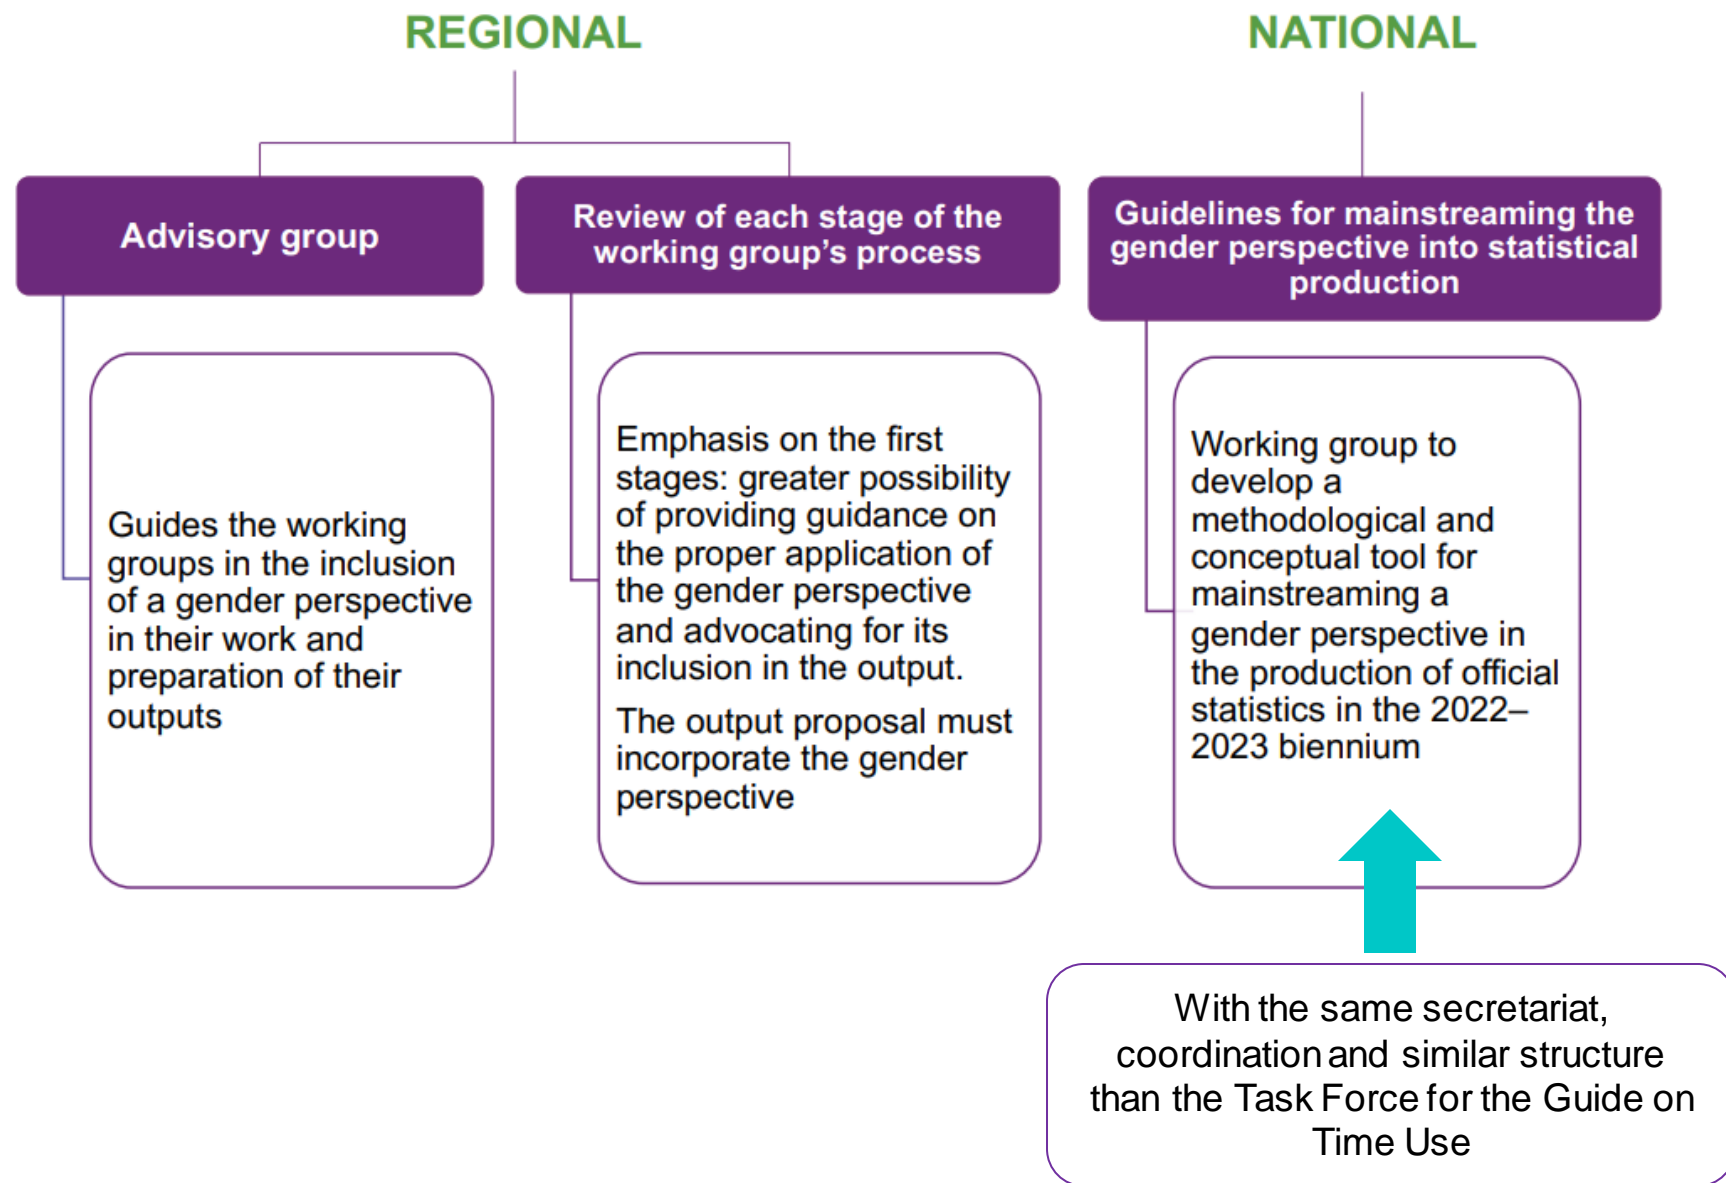 REGIONAL
NATIONAL
Advisory group
Review of each stage of the
working group's process
Guidelines for mainstreaming the
gender perspective into statistical
production
Guides the working
groups in the inclusion
of a gender perspective
in their work and
preparation of their
outputs
Emphasis on the first
stages: greater possibility
of providing guidance on
the proper application of
the gender perspective
and advocating for its
inclusion in the output.
The output proposal must
incorporate the gender
perspective
Working group to
develop a
methodological and
conceptual tool for
mainstreaming a
gender perspective in
the production of official
statistics in the 2022–
2023 biennium
With the same secretariat,
coordination and similar structure
than the Task Force for the Guide on
Time Use